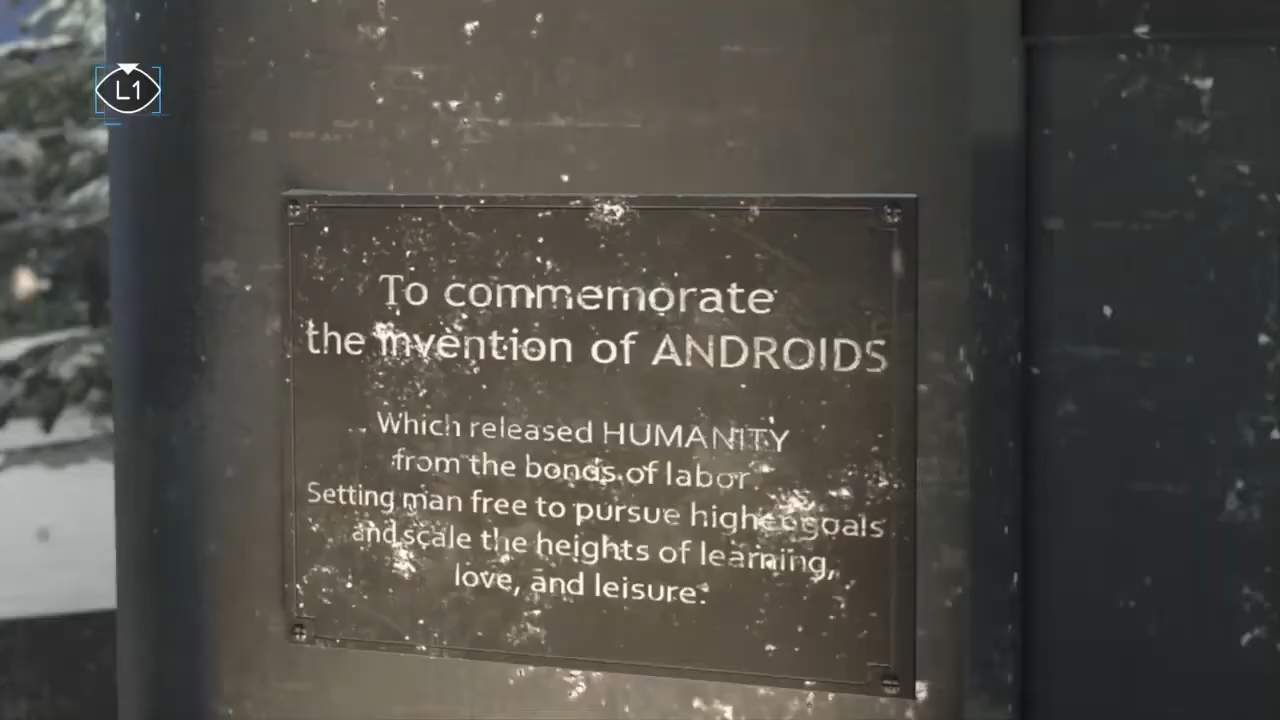 L1
To commemorate
the invention of ANDROIDS
Which released HUMANITY
from the bonds of labor.
Setting man free to pursue higher goals
and scale the heights of learning,
love, and leisure.